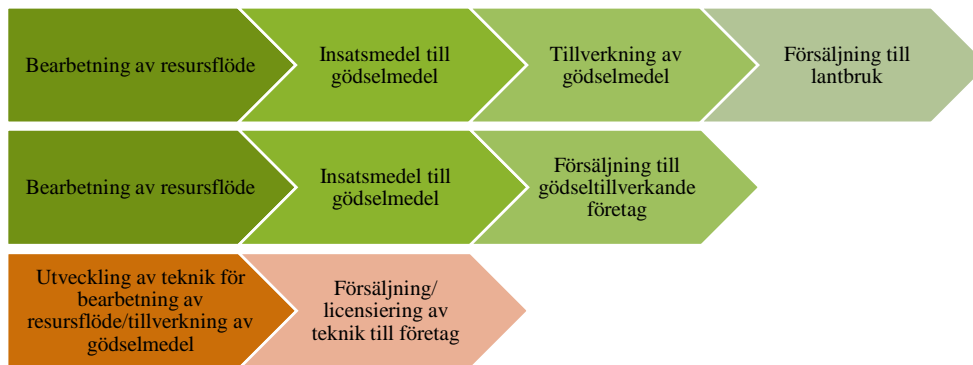 Bearbetning av resursflöde
Insatsmedel till
gödselmedel
Tillverkning av
gödselmedel
Försäljning till
lantbruk
Bearbetning av resursflöde
Insatsmedel till
gödselmedel
Försäljning till
gödseltillverkande
företag
Utveckling av teknik för
bearbetning av
resursflöde/tillverkning av
gödselmedel
Försäljning/
licensiering av
teknik till företag